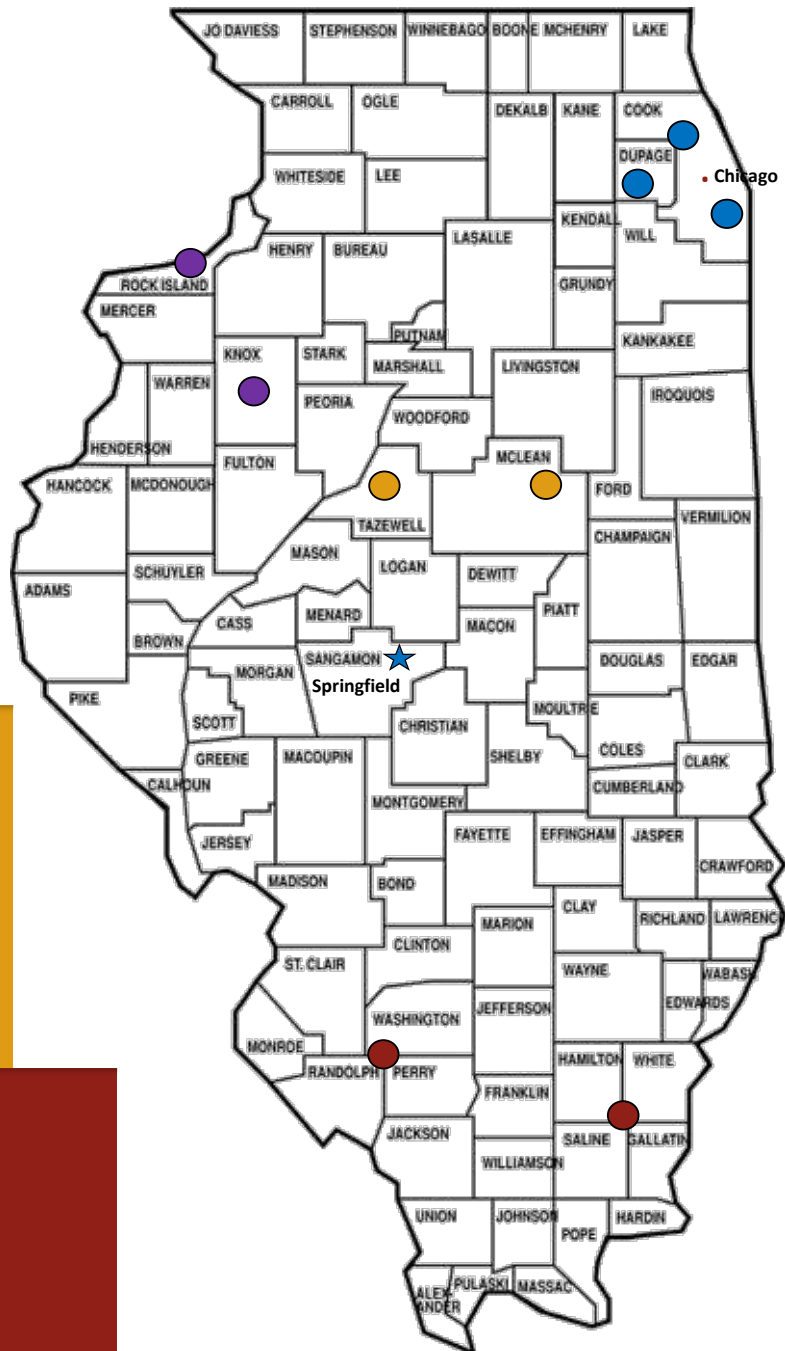 JO DAVIESS
STEPHENSON
WINNEBAGO
BOONE
MCHENRY
LAKE
CARROLL
OGLE
DEKALB
KANE
COOK
DUPAGE
Chicago
WHITESIDE
LEE
KENDALL
WILL
LASALLE
HENRY
BUREAU
ROCK ISLAND
GRUNDY
MERCER
PUTNAM
KANKAKEE
KNOX
STARK
MARSHALL
LIVINGSTON
WARREN
PEORIA
IROQUOIS
WOODFORD
HENDERSON
MCLEAN
FULTON
HANCOCK
MCDONOUGH
FORD
VERMILION
TAZEWELL
CHAMPAIGN
MASON
LOGAN
DEWITT
SCHUYLER
ADAMS
PIATT
MENARD
CASS
MACON
BROWN
SANGAMON
DOUGLAS
EDGAR
MORGAN
Springfield
PIKE
MOULTRIE
SCOTT
CHRISTIAN
COLES
GREENE
MACOUPIN
SHELBY
CLARK
CALHOUN
CUMBERLAND
MONTGOMERY
JERSEY
FAYETTE
EFFINGHAM
JASPER
CRAWFORD
MADISON
BOND
CLAY
RICHLAND
LAWRENC
MARION
CLINTON
ST. CLAIR
WAYNE
WABASH
EDWARDS
JEFFERSON
WASHINGTON
MONROE
HAMILTON
WHITE
RANDOLPH
PERRY
FRANKLIN
JACKSON
SALINE
GALLATIN
WILLIAMSON
UNION
JOHNSON
HARDIN
POPE
PULASKI
MASSAC
ALEX-
ANDER